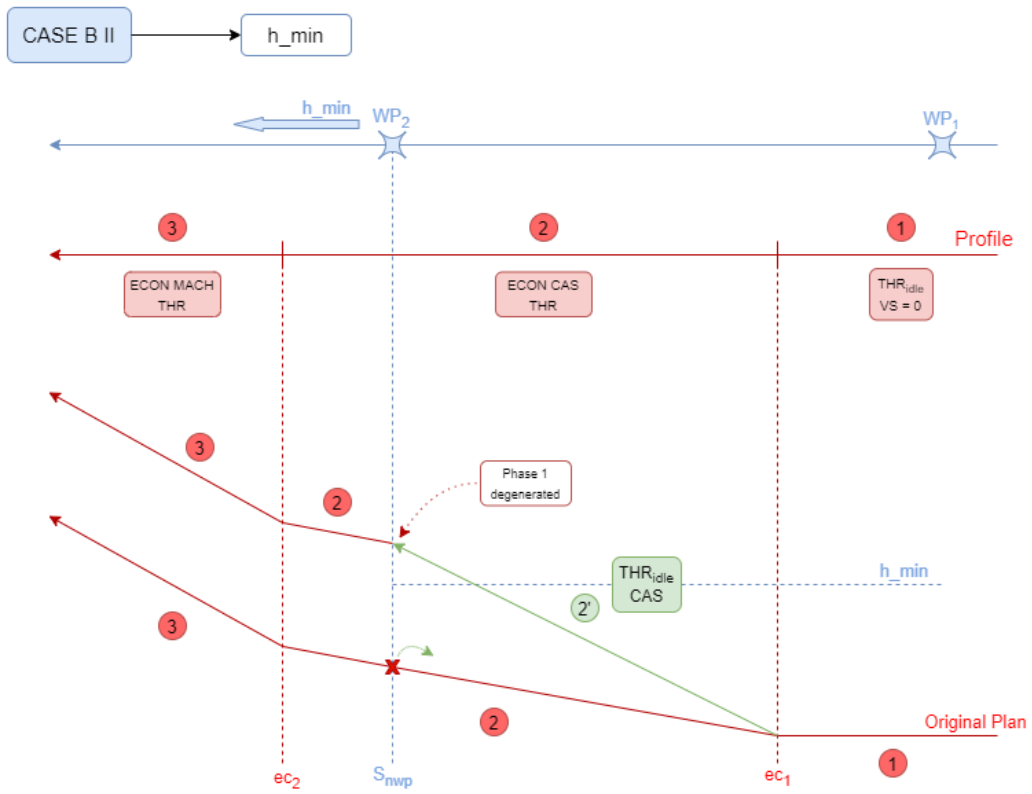 CASE B II
h_min
h_min
WP2
WP1
3
2
1
Profile
ECON MACH
THR
ECON CAS
THR
THRidle
VS = 0
3
Phase 1
degenerated
2
THRidle
CAS
h_min
2'
3
2
Original Plan
1
ec2
Snwp
ec1